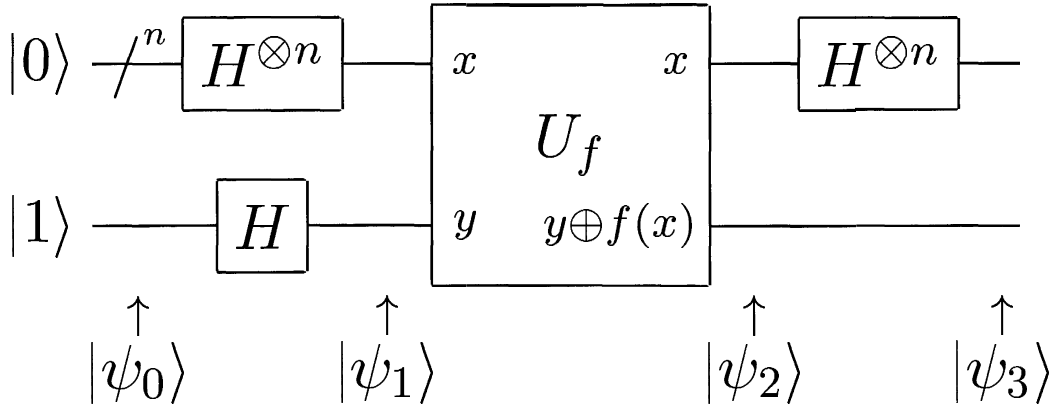 |0⟩ n H⊗n x x H⊗n
U_f
|1⟩ H y y⊕f(x)
↑ ↑ ↑ ↑
|ψ₀⟩ |ψ₁⟩ |ψ₂⟩ |ψ₃⟩